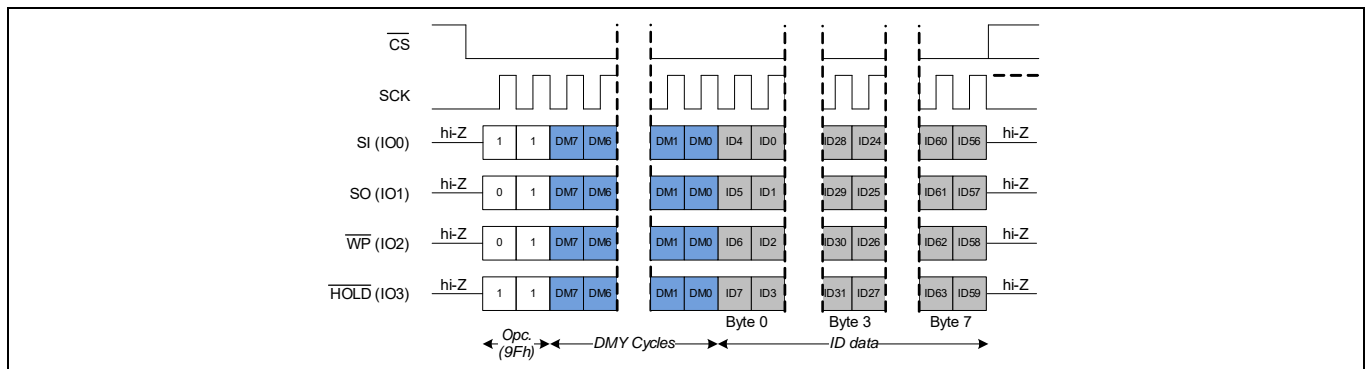 CS
SCK
SI (IO0) hi-Z 1 1 DM7 DM6 DM1 DM0 ID4 ID0 ID28 ID24 ID60 ID56 hi-Z
SO (IO1) hi-Z 0 1 DM7 DM6 DM1 DM0 ID5 ID1 ID29 ID25 ID61 ID57 hi-Z
WP (IO2) hi-Z 0 1 DM7 DM6 DM1 DM0 ID6 ID2 ID30 ID26 ID62 ID58 hi-Z
HOLD (IO3) hi-Z 1 1 DM7 DM6 DM1 DM0 ID7 ID3 ID31 ID27 ID63 ID59 hi-Z
Byte 0 Byte 3 Byte 7
Opc. DMY Cycles ID data
(9Fh)